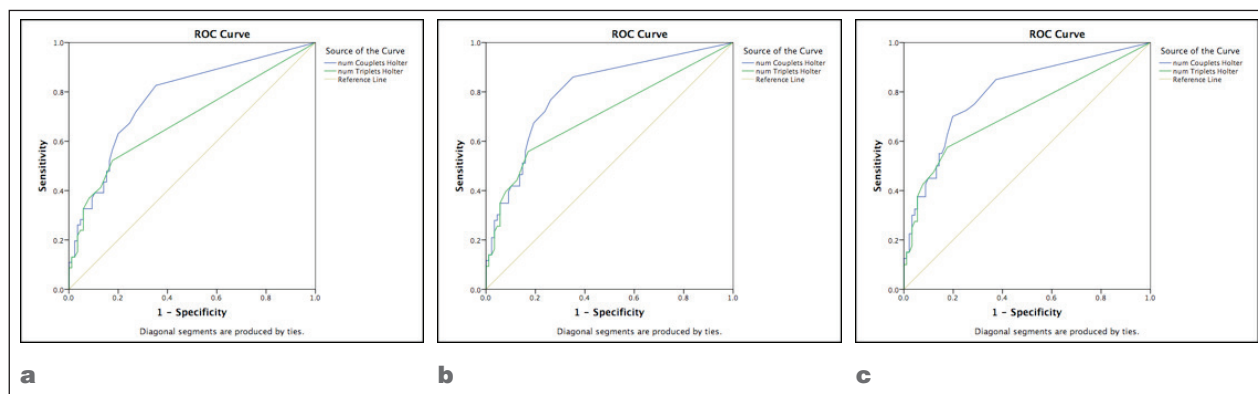 ROC Curve
Source of the Curve
num Couplets Holter
num Triplets Holter
Reference Line
1.0
0.8
0.6
0.4
0.2
0.0
Sensitivity
0.0 0.2 0.4 0.6 0.8 1.0
1 - Specificity
Diagonal segments are produced by ties.
a
ROC Curve
Source of the Curve
num Couplets Holter
num Triplets Holter
Reference Line
1.0
0.8
0.6
0.4
0.2
0.0
Sensitivity
0.0 0.2 0.4 0.6 0.8 1.0
1 - Specificity
Diagonal segments are produced by ties.
b
ROC Curve
Source of the Curve
num Couplets Holter
num Triplets Holter
Reference Line
1.0
0.8
0.6
0.4
0.2
0.0
Sensitivity
0.0 0.2 0.4 0.6 0.8 1.0
1 - Specificity
Diagonal segments are produced by ties.
c